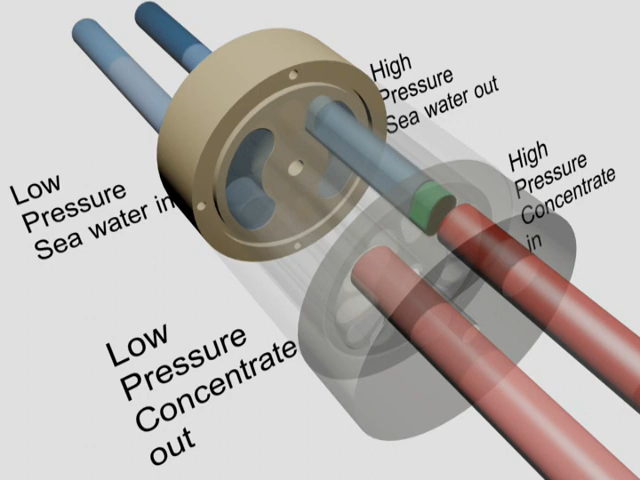 High
Pressure
Sea water out
High
Pressure
Concentrate
in
Low
Pressure
Sea water in
Low
Pressure
Concentrate
out